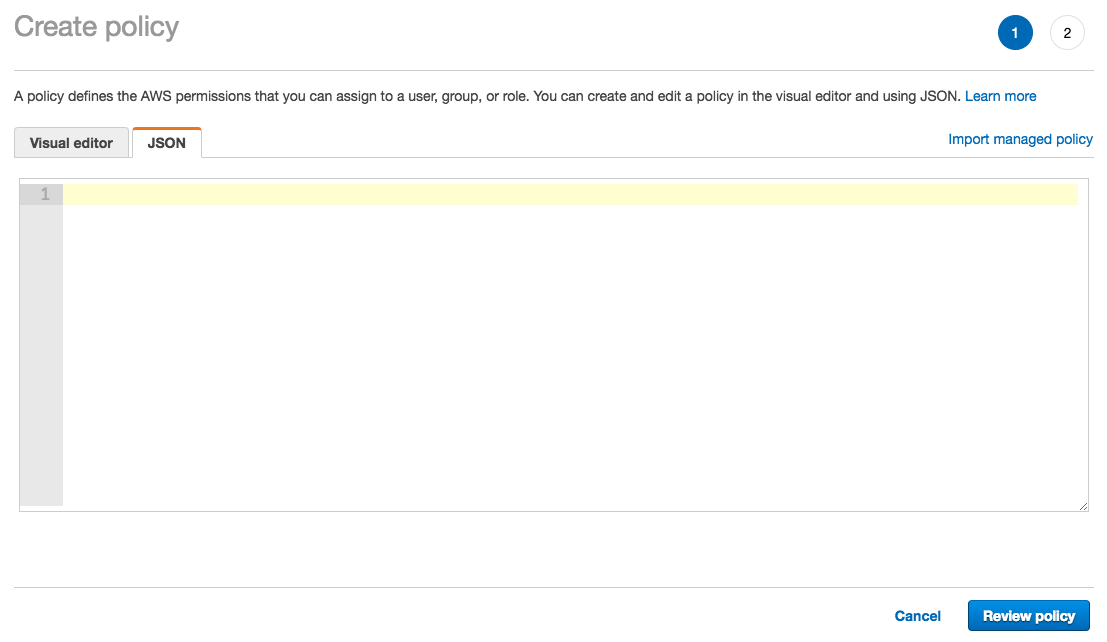 Create policy
1
2
A policy defines the AWS permissions that you can assign to a user, group, or role. You can create and edit a policy in the visual editor and using JSON. Learn more
Visual editor
JSON
Import managed policy
1
Cancel
Review policy